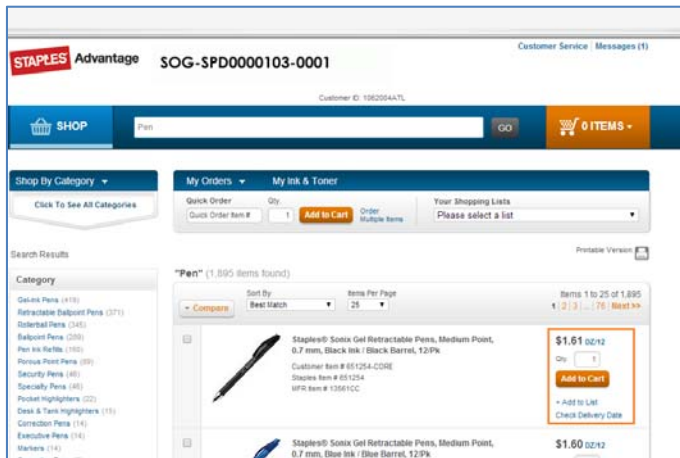 Customer Service | Messages (1)
STAPLES Advantage
SOG-SPD0000103-0001
Customer ID: 1062004ATL
SHOP
Pen
GO
0 ITEMS
Shop By Category
My Orders
My Ink & Toner
Click To See All Categories
Quick Order
Qty.
Your Shopping Lists
Quick Order Item #
1
Add to Cart
Order
Multiple Items
Please select a list
Search Results
Printable Version
Category
"Pen" (1,895 items found)
Gel-Ink Pens (419)
Retractable Ballpoint Pens (371)
Rollerball Pens (345)
Ballpoint Pens (289)
Pen Ink Refills (160)
Porous Point Pens (89)
Security Pens (46)
Specialty Pens (46)
Pocket Highlighters (22)
Desk & Tank Highlighters (15)
Correction Pens (14)
Executive Pens (14)
Markers (14)
Sort By
Items Per Page
Items 1 to 25 of 1,895
Compare
Best Match
25
1 | 2 | 3 | ... | 76 | Next >>
Staples® Sonix Gel Retractable Pens, Medium Point,
0.7 mm, Black Ink / Black Barrel, 12/Pk
Customer Item # 651254-CORE
Staples Item # 651254
MFR Item # 13561CC
$1.61 DZ/12
Qty. 1
Add to Cart
+ Add to List
Check Delivery Date
Staples® Sonix Gel Retractable Pens, Medium Point,
0.7 mm, Blue Ink / Blue Barrel, 12/Pk
$1.60 DZ/12